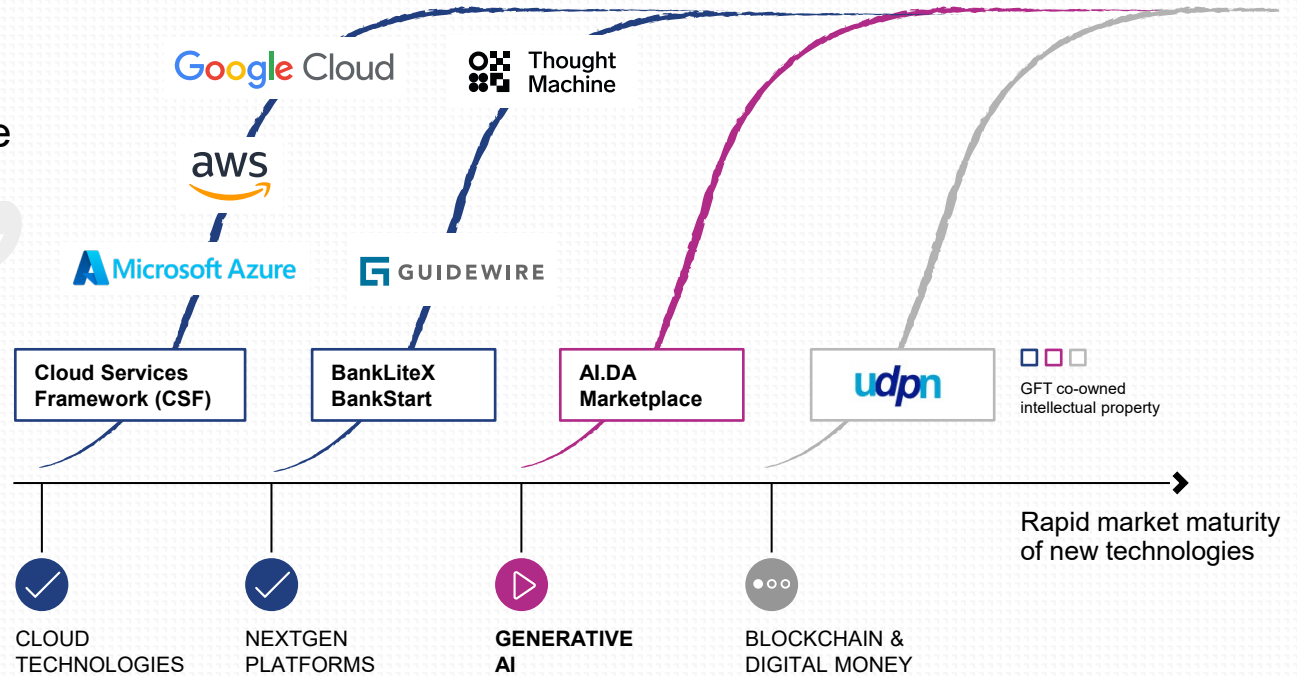 Google Cloud
Thought
Machine
e
aws
Microsoft Azure
GUIDEWIRE
Cloud Services
Framework (CSF)
BankLiteX
BankStart
AI.DA
Marketplace
udpn
GFT co-owned
intellectual property
Rapid market maturity
of new technologies
CLOUD
TECHNOLOGIES
NEXTGEN
PLATFORMS
GENERATIVE
AI
BLOCKCHAIN &
DIGITAL MONEY